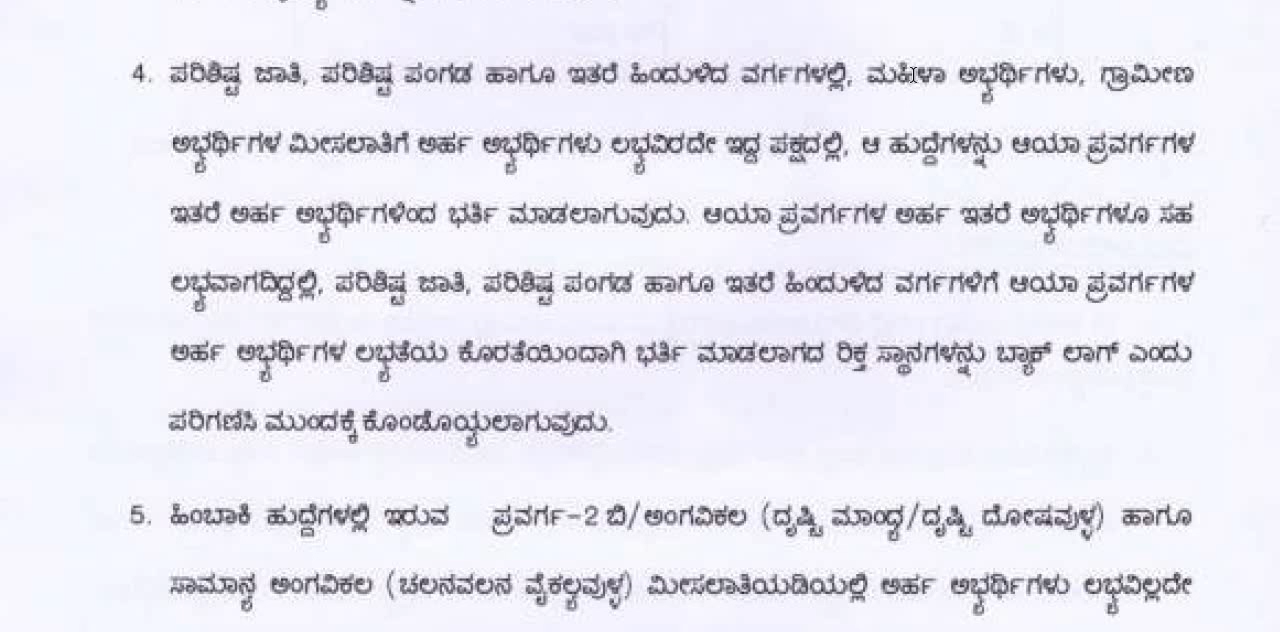 4. ಪರಿಶಿಷ್ಟ ಜಾತಿ, ಪರಿಶಿಷ್ಟ ಪಂಗಡ ಹಾಗೂ ಇತರೆ ಹಿಂದುಳಿದ ವರ್ಗಗಳಲ್ಲಿ, ಮಹಿಳಾ ಅಭ್ಯರ್ಥಿಗಳು, ಗ್ರಾಮೀಣ
ಅಭ್ಯರ್ಥಿಗಳ ಮೀಸಲಾತಿಗೆ ಅರ್ಹ ಅಭ್ಯರ್ಥಿಗಳು ಲಭ್ಯವಿರದೇ ಇದ್ದ ಪಕ್ಷದಲ್ಲಿ, ಆ ಹುದ್ದೆಗಳನ್ನು ಆಯಾ ಪ್ರವರ್ಗಗಳ
ಇತರೆ ಅರ್ಹ ಅಭ್ಯರ್ಥಿಗಳಿಂದ ಭರ್ತಿ ಮಾಡಲಾಗುವುದು. ಆಯಾ ಪ್ರವರ್ಗಗಳ ಅರ್ಹ ಇತರೆ ಅಭ್ಯರ್ಥಿಗಳೂ ಸಹ
ಲಭ್ಯವಾಗದಿದ್ದಲ್ಲಿ, ಪರಿಶಿಷ್ಟ ಜಾತಿ, ಪರಿಶಿಷ್ಟ ಪಂಗಡ ಹಾಗೂ ಇತರೆ ಹಿಂದುಳಿದ ವರ್ಗಗಳಿಗೆ ಆಯಾ ಪ್ರವರ್ಗಗಳ
ಅರ್ಹ ಅಭ್ಯರ್ಥಿಗಳ ಲಭ್ಯತೆಯ ಕೊರತೆಯಿಂದಾಗಿ ಭರ್ತಿ ಮಾಡಲಾಗದ ರಿಕ್ತ ಸ್ಥಾನಗಳನ್ನು ಬ್ಯಾಕ್ ಲಾಗ್ ಎಂದು
ಪರಿಗಣಿಸಿ ಮುಂದಕ್ಕೆ ಕೊಂಡೊಯ್ಯಲಾಗುವುದು.
5. ಹಿಂಬಾಕಿ ಹುದ್ದೆಗಳಲ್ಲಿ ಇರುವ ಪ್ರವರ್ಗ-2 ಬಿ/ಅಂಗವಿಕಲ (ದೃಷ್ಟಿ ಮಾಂಧ್ಯ/ದೃಷ್ಟಿ ದೋಷವುಳ್ಳ) ಹಾಗೂ
ಸಾಮಾನ್ಯ ಅಂಗವಿಕಲ (ಚಲನವಲನ ವೈಕಲ್ಯವುಳ್ಳ) ಮೀಸಲಾತಿಯಡಿಯಲ್ಲಿ ಅರ್ಹ ಅಭ್ಯರ್ಥಿಗಳು ಲಭ್ಯವಿಲ್ಲದೇ